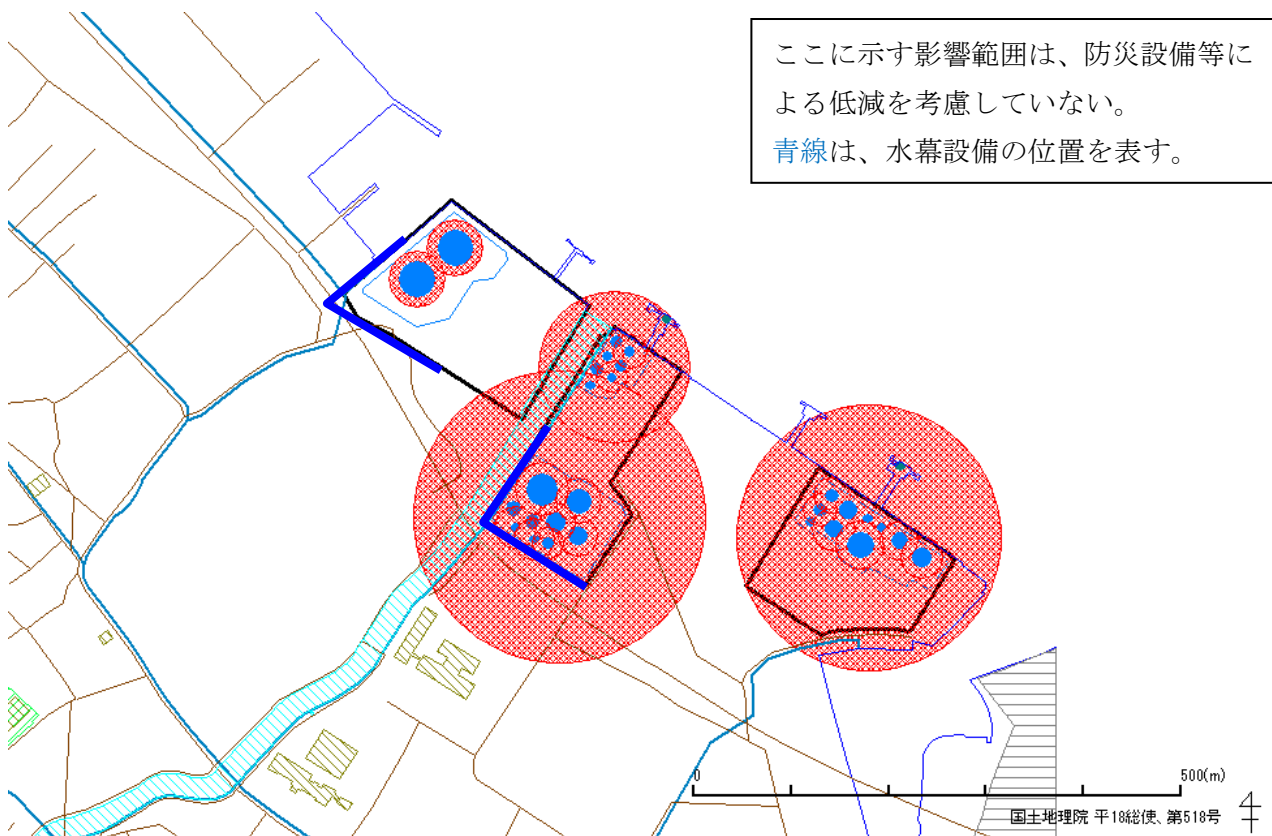 ここに示す影響範囲は、防災設備等に
よる低減を考慮していない。
青線は、水幕設備の位置を表す。
0
500(m)
国土地理院 平18総使、第518号